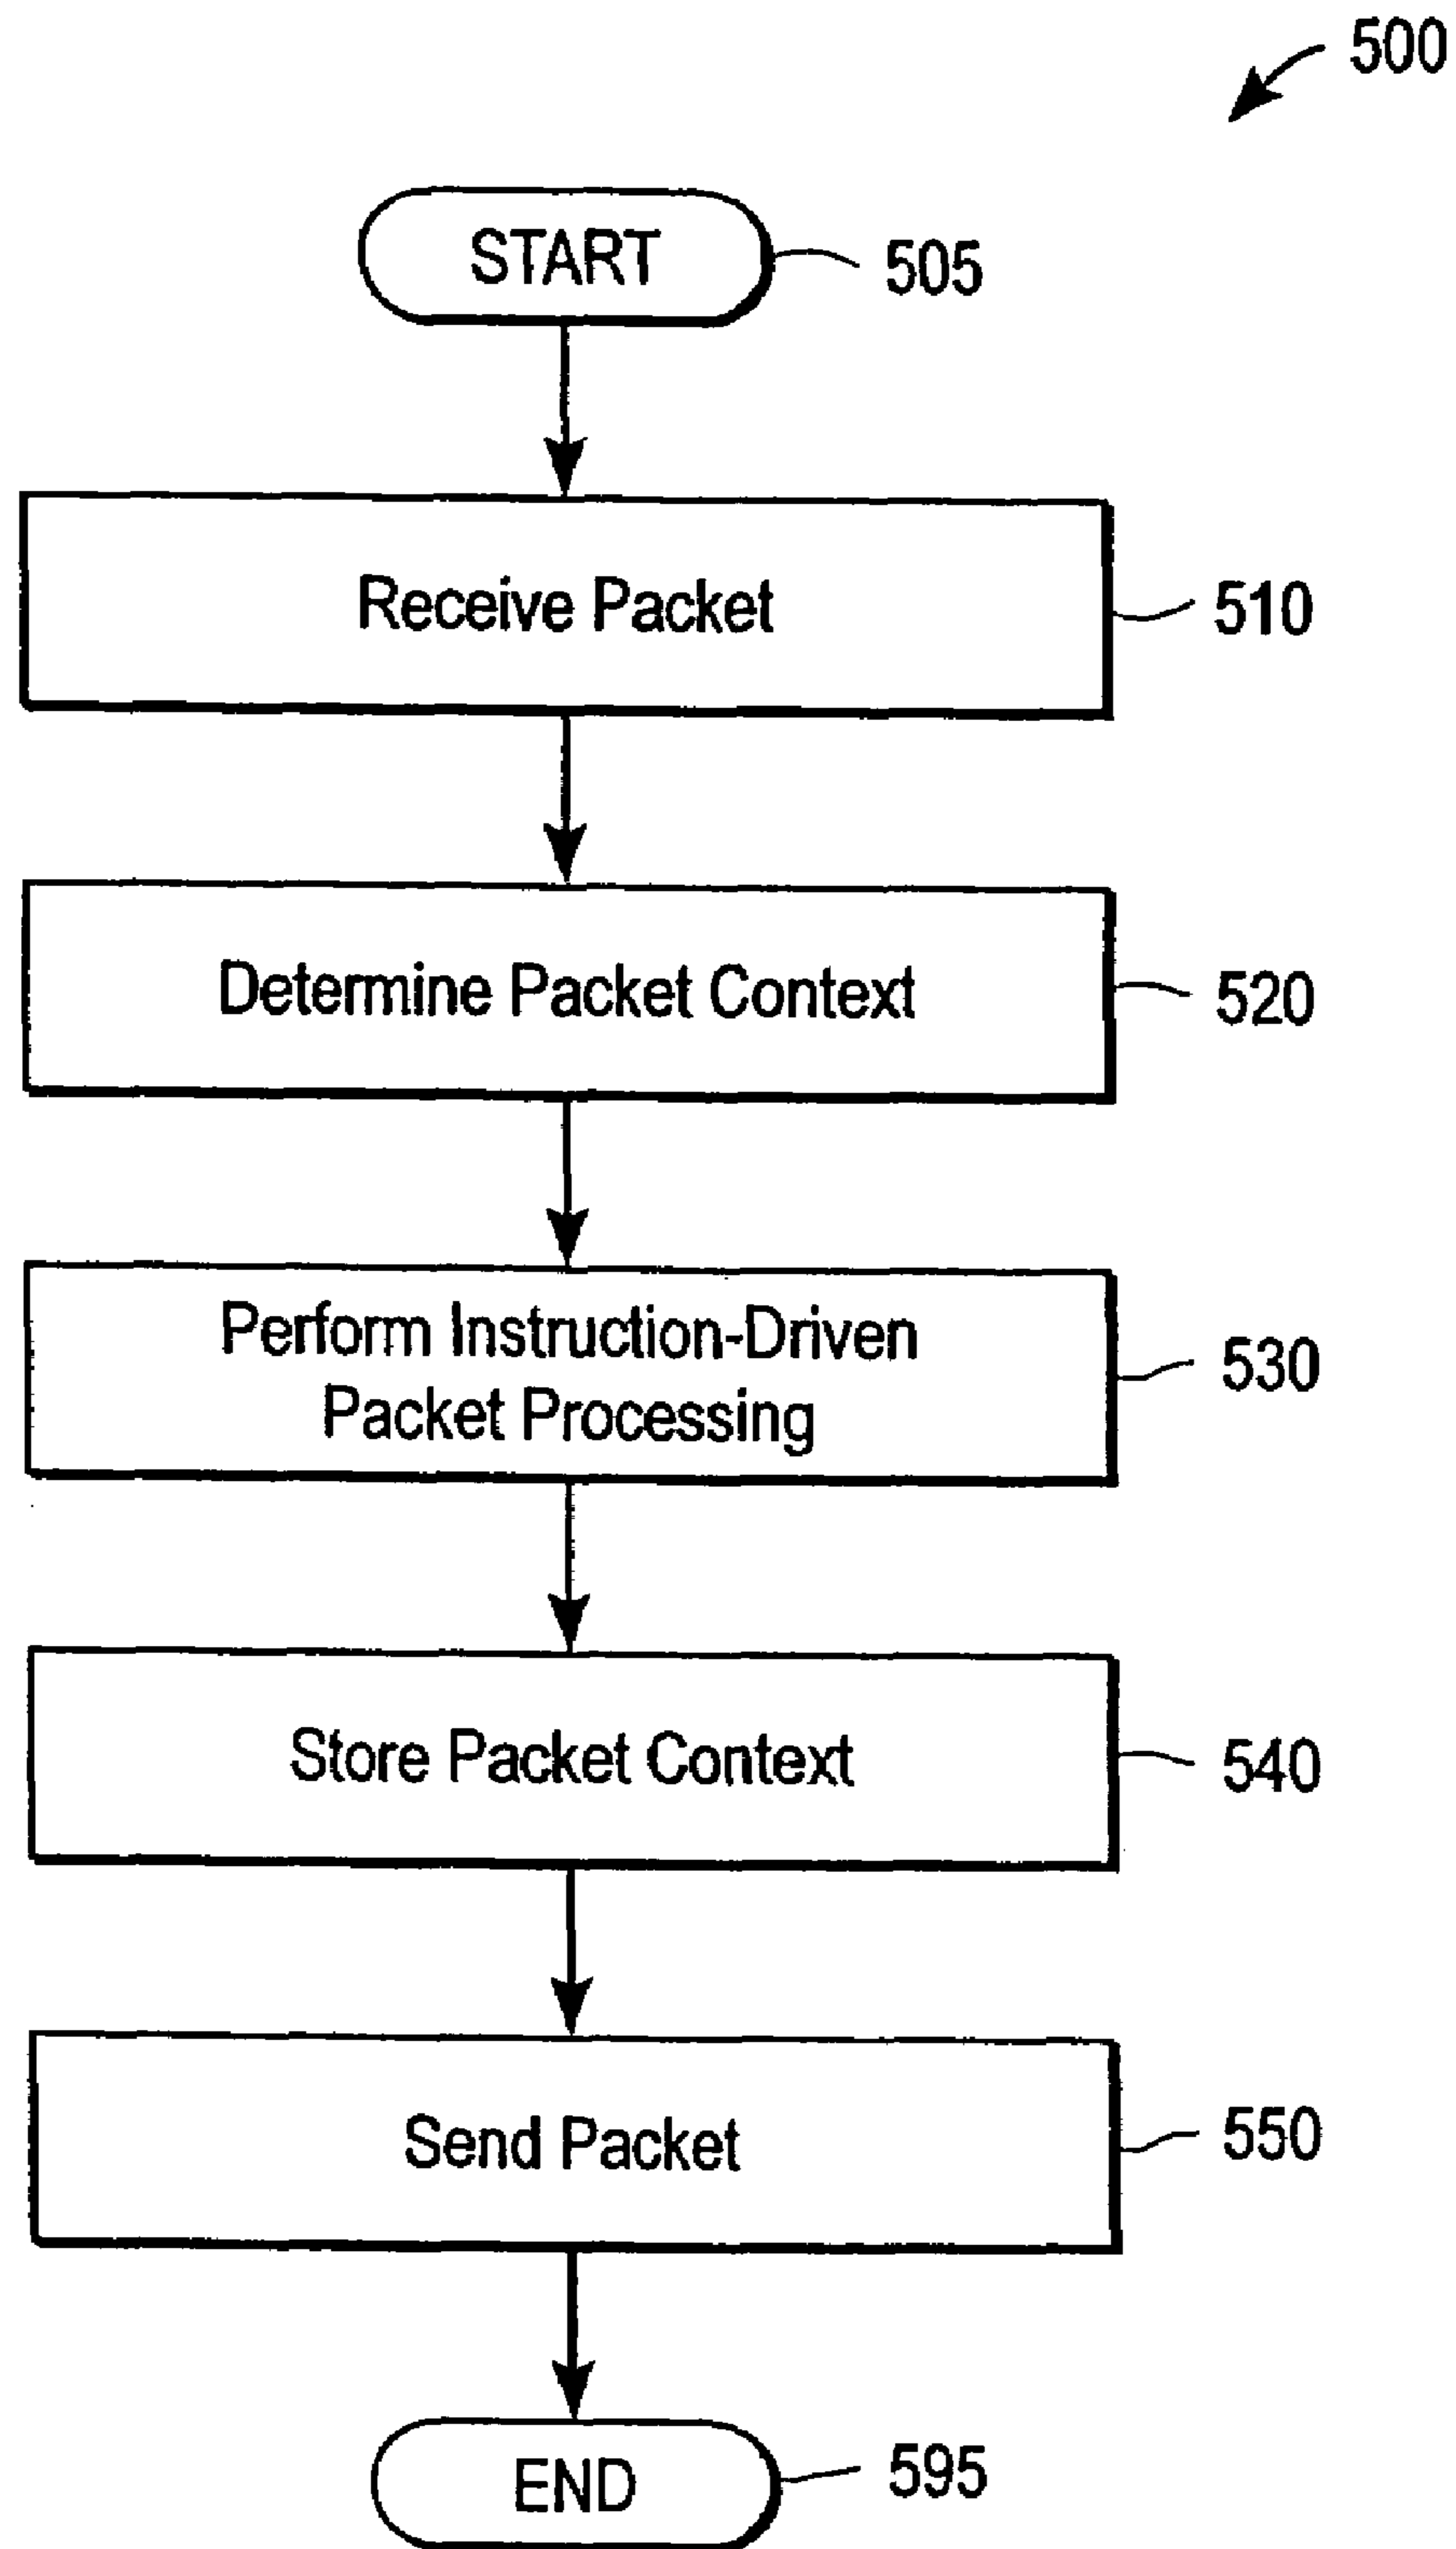 500
START
505
Receive Packet
510
Determine Packet Context
520
Perform Instruction-Driven
Packet Processing
530
Store Packet Context
540
Send Packet
550
END
595